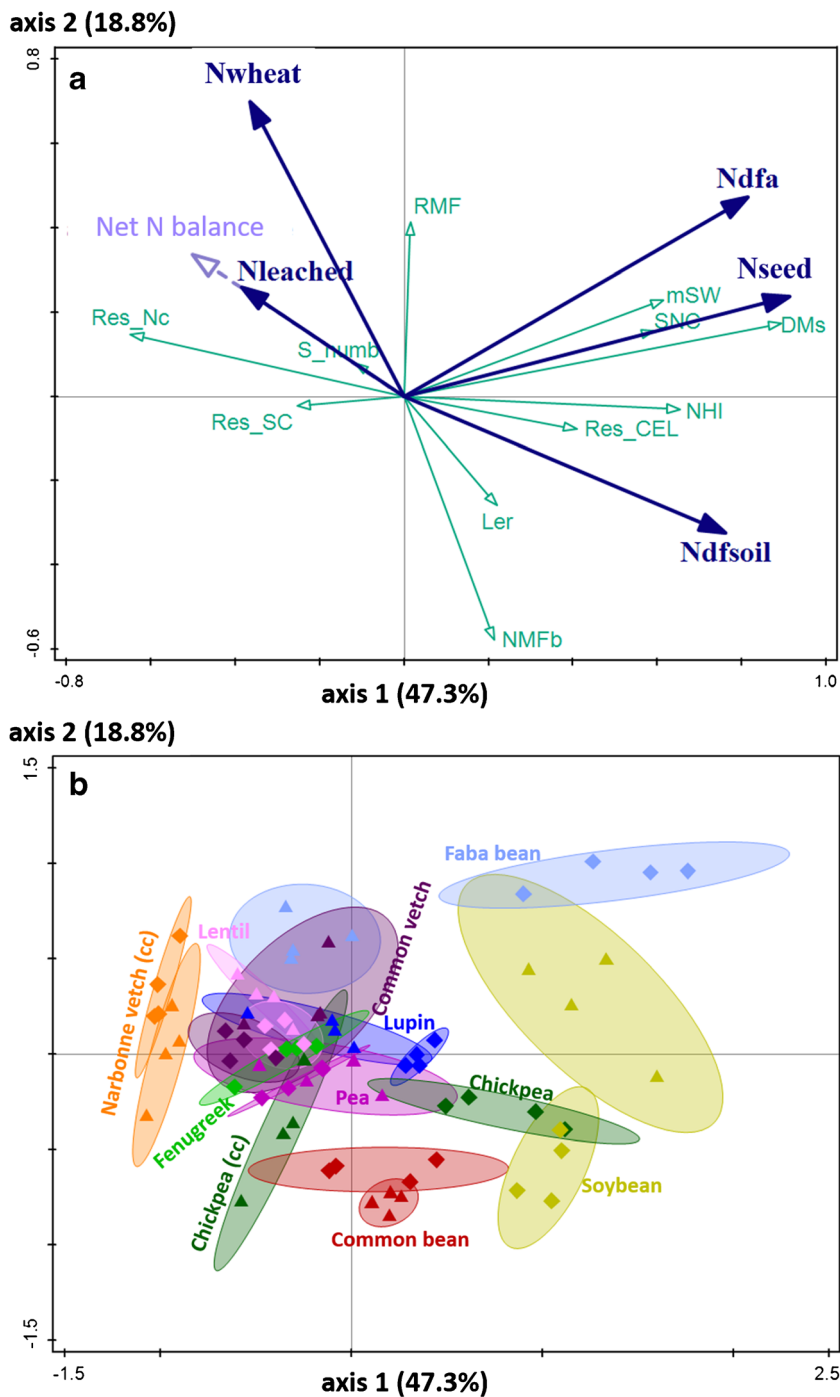 axis 2 (18.8%)
0.8
a
Nwheat
Ndfa
RMF
Net N balance
Nleached
Nseed
mSW
SNC
DMs
Res_Nc
S_numb
Res_SC
NHI
Res_CEL
Ler
Ndfsoil
NMFb
-0.6
-0.8
1.0
axis 1 (47.3%)
axis 2 (18.8%)
1.5
b
Faba bean
Lentil
Common vetch
Narbonne vetch (cc)
Lupin
Chickpea
Pea
Fenugreek
Chickpea (cc)
Soybean
Common bean
-1.5
-1.5
2.5
axis 1 (47.3%)